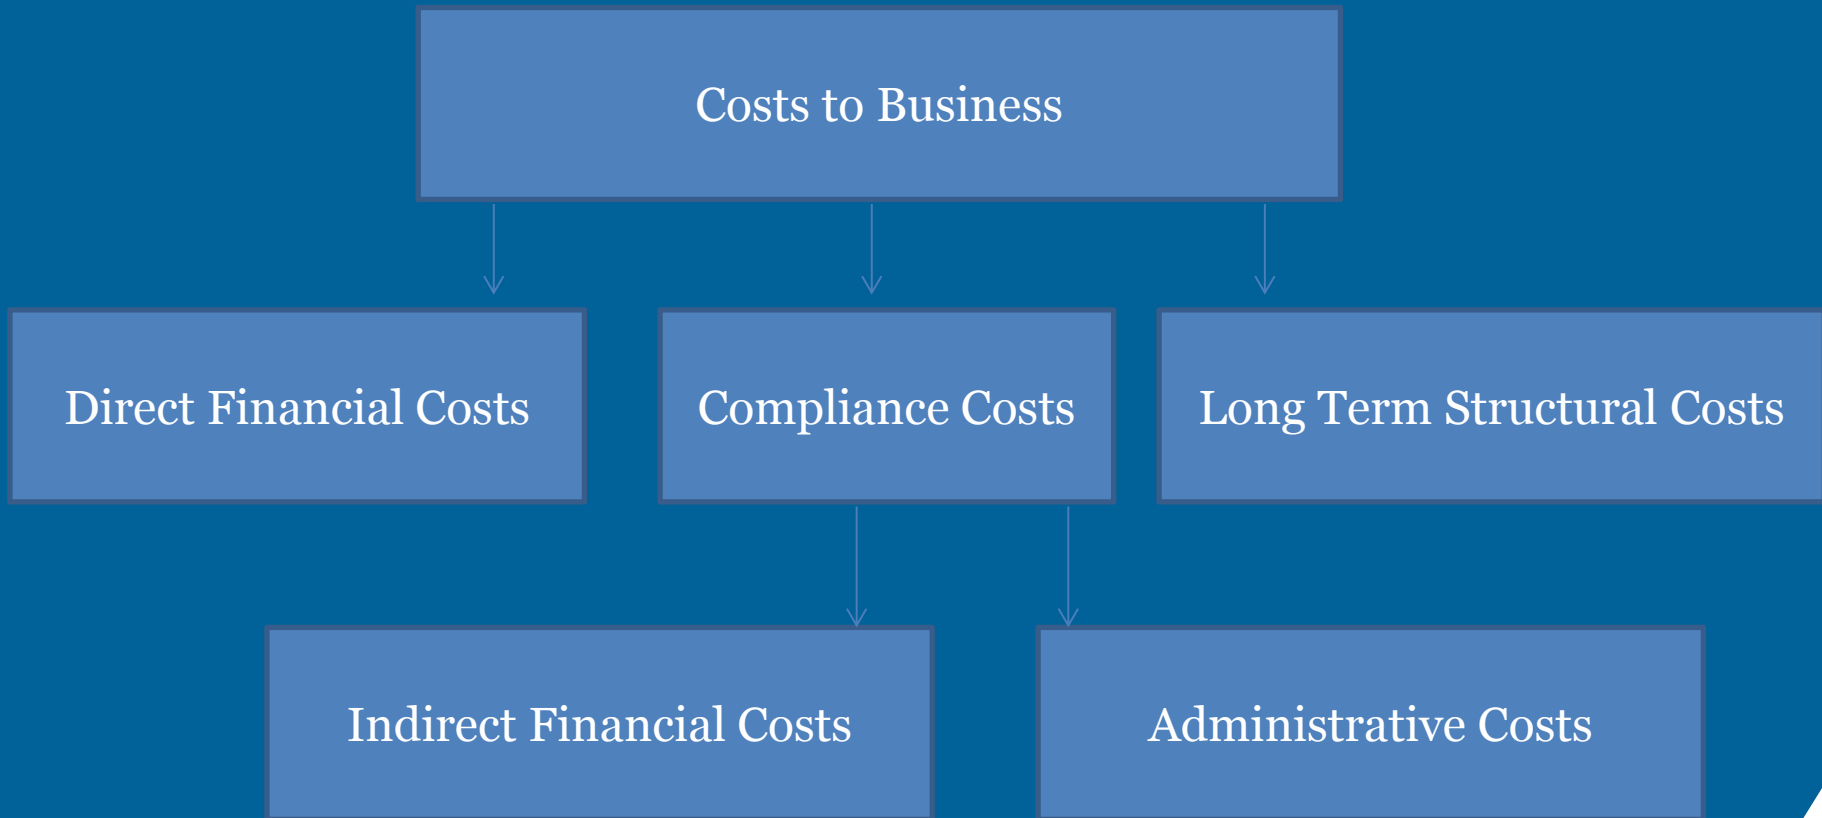 Costs to Business
Direct Financial Costs
Compliance Costs
Long Term Structural Costs
Indirect Financial Costs
Administrative Costs